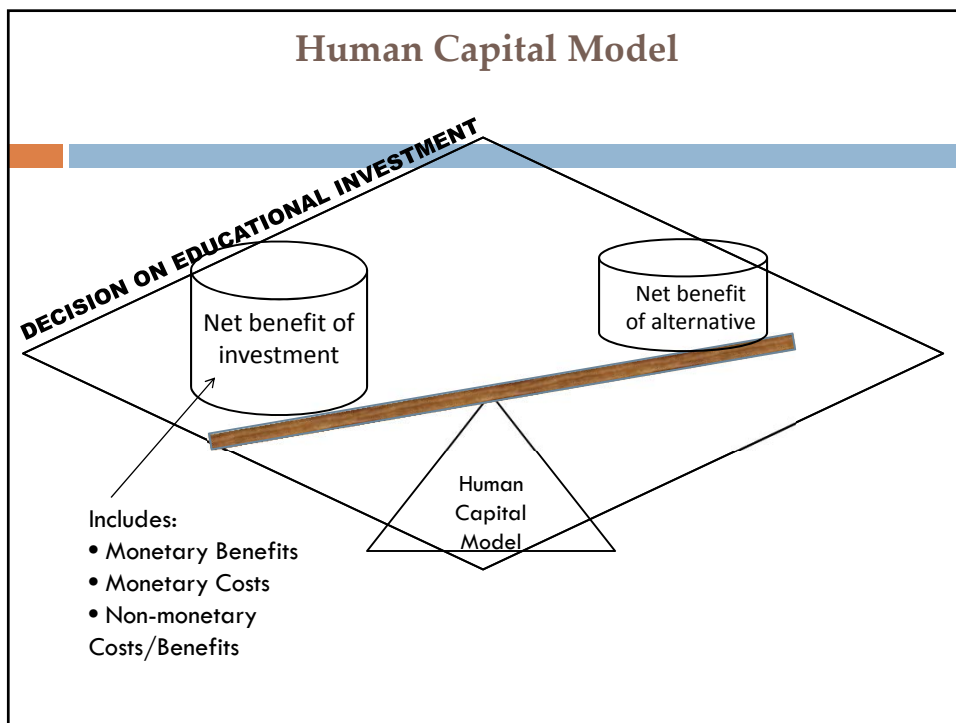 Human Capital Model
DECISION ON EDUCATIONAL INVESTMENT
Net benefit of
investment
Net benefit
of alternative
Human
Capital
Model
Includes:
• Monetary Benefits
• Monetary Costs
• Non-monetary
Costs/Benefits